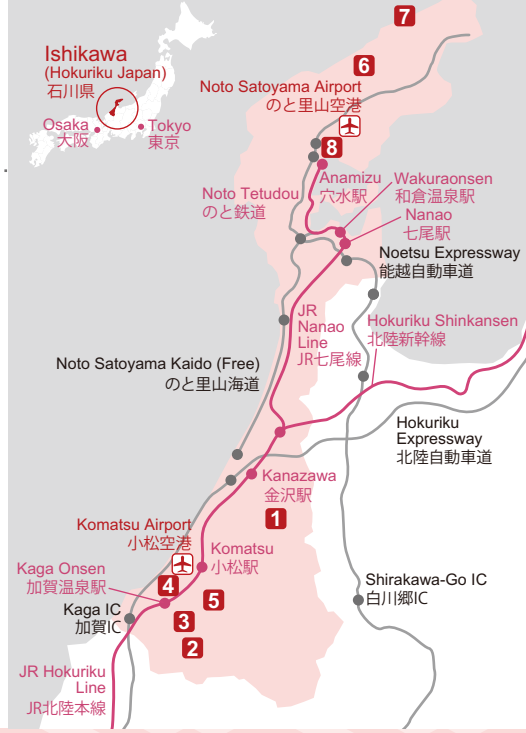 7
Ishikawa
(Hokuriku Japan)
石川県
6
Noto Satoyama Airport
のと里山空港
Osaka
大阪
Tokyo
東京
8
Anamizu
穴水駅
Wakuraonsen
和倉温泉駅
Noto Tetudou
のと鉄道
Nanao
七尾駅
Noetsu Expressway
能越自動車道
JR
Nanao
Line
JR七尾線
Hokuriku Shinkansen
北陸新幹線
Noto Satoyama Kaido (Free)
のと里山海道
Hokuriku
Expressway
北陸自動車道
Kanazawa
金沢駅
1
Komatsu Airport
小松空港
Komatsu
小松駅
Kaga Onsen
加賀温泉駅
4
5
Shirakawa-Go IC
白川郷IC
Kaga IC
加賀IC
3
2
JR Hokuriku
Line
JR北陸本線